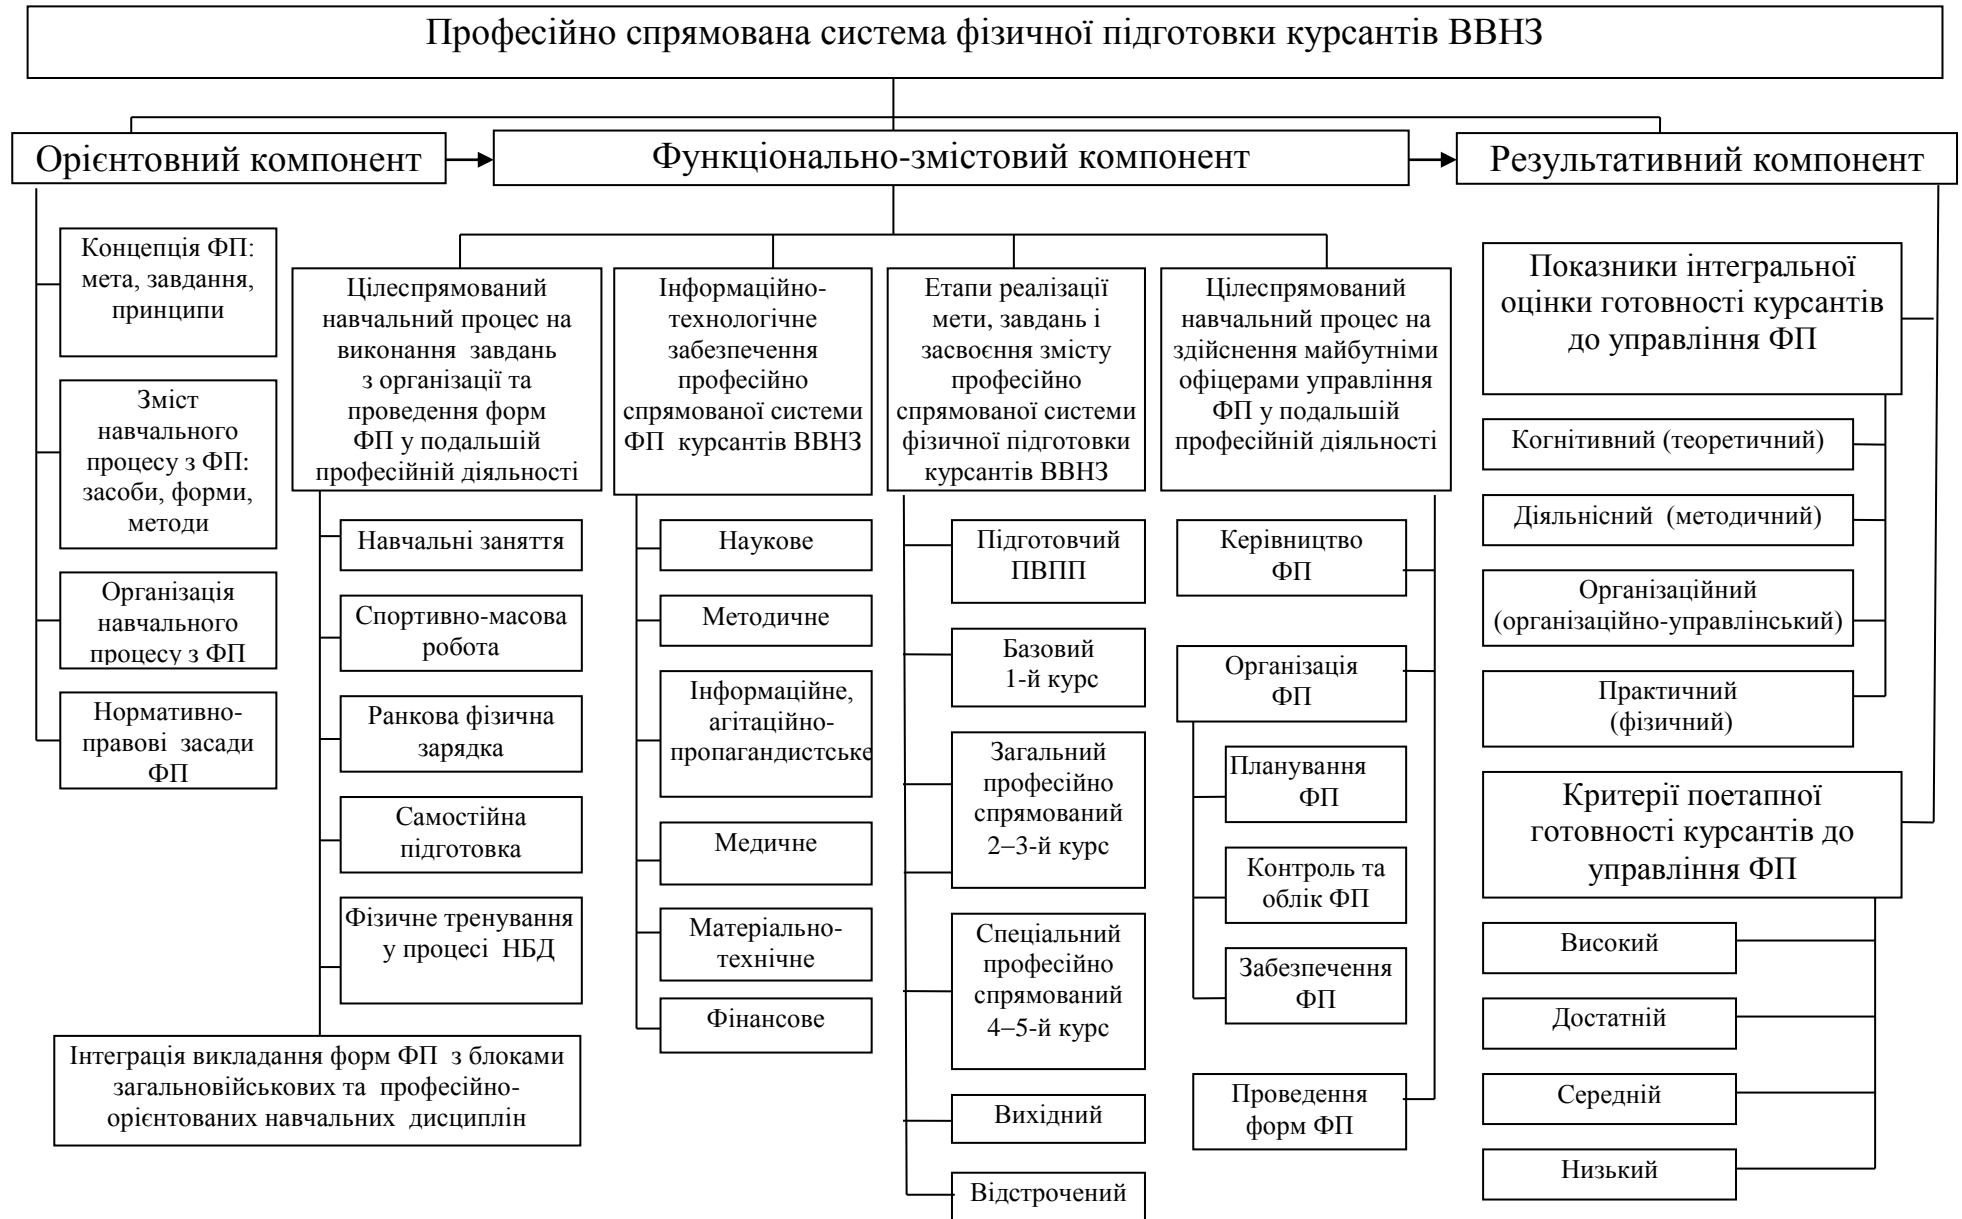 Професійно спрямована система фізичної підготовки курсантів ВВНЗ
Орієнтовний компонент
Функціонально-змістовий компонент
Результативний компонент
Концепція ФП:
мета, завдання,
принципи
Зміст
навчального
процесу з ФП:
засоби, форми,
методи
Організація
навчального
процесу з ФП
Нормативно-
правові засади
ФП
Цілеспрямований
навчальний процес на
виконання завдань
з організації та
проведення форм
ФП у подальшій
професійній діяльності
Навчальні заняття
Спортивно-масова
робота
Ранкова фізична
зарядка
Самостійна
підготовка
Фізичне тренування
у процесі НБД
Інтеграція викладання форм ФП з блоками
загальновійськових та професійно-
орієнтованих навчальних дисциплін
Інформаційно-
технологічне
забезпечення
професійно
спрямованої системи
ФП курсантів ВВНЗ
Наукове
Методичне
Інформаційне,
агітаційно-
пропагандистське
Медичне
Матеріально-
технічне
Фінансове
Етапи реалізації
мети, завдань і
засвоєння змісту
професійно
спрямованої системи
фізичної підготовки
курсантів ВВНЗ
Підготовчий
ПВПП
Базовий
1-й курс
Загальний
професійно
спрямований
2–3-й курс
Спеціальний
професійно
спрямований
4–5-й курс
Вихідний
Відстрочений
Цілеспрямований
навчальний процес на
здійснення майбутніми
офіцерами управління
ФП у подальшій
професійній діяльності
Керівництво
ФП
Організація
ФП
Планування
ФП
Контроль та
облік ФП
Забезпечення
ФП
Проведення
форм ФП
Показники інтегральної
оцінки готовності курсантів
до управління ФП
Когнітивний (теоретичний)
Діяльнісний (методичний)
Організаційний
(організаційно-управлінський)
Практичний
(фізичний)
Критерії поетапної
готовності курсантів до
управління ФП
Високий
Достатній
Середній
Низький